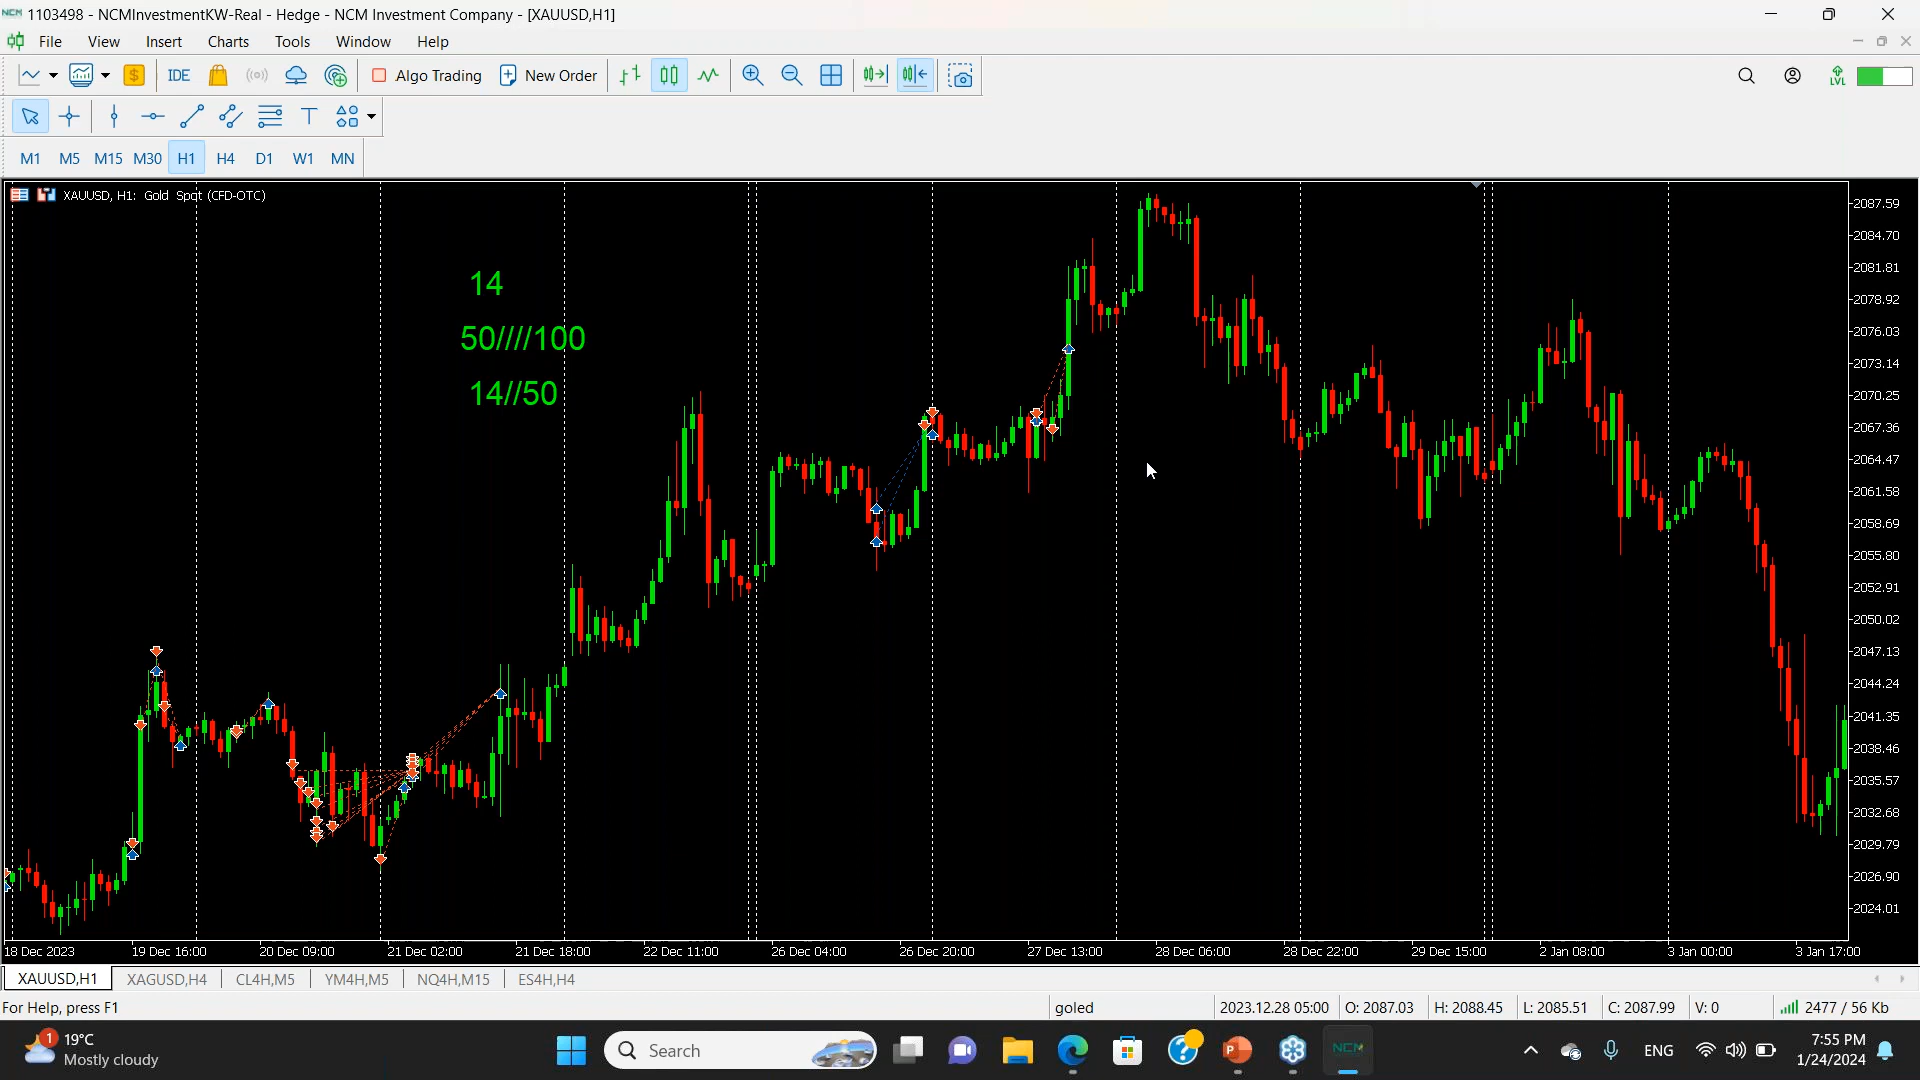 NCM 1103498 - NCMInvestmentKW-Real - Hedge - NCM Investment Company - [XAUUSD,H1]
File View Insert Charts Tools Window Help
IDE Algo Trading New Order LVL
T
M1 M5 M15 M30 H1 H4 D1 W1 MN
XAUUSD, H1: Gold Spot (CFD-OTC)
14
50////100
14//50
2087.59
2084.70
2081.81
2078.92
2076.03
2073.14
2070.25
2067.36
2064.47
2061.58
2058.69
2055.80
2052.91
2050.02
2047.13
2044.24
2041.35
2038.46
2035.57
2032.68
2029.79
2026.90
2024.01
18 Dec 2023 19 Dec 16:00 20 Dec 09:00 21 Dec 02:00 21 Dec 18:00 22 Dec 11:00 26 Dec 04:00 26 Dec 20:00 27 Dec 13:00 28 Dec 06:00 28 Dec 22:00 29 Dec 15:00 2 Jan 08:00 3 Jan 00:00 3 Jan 17:00
XAUUSD,H1 XAGUSD,H4 CL4H,M5 YM4H,M5 NQ4H,M15 ES4H,H4
For Help, press F1 goled 2023.12.28 05:00 O: 2087.03 H: 2088.45 L: 2085.51 C: 2087.99 V: 0 2477 / 56 Kb
1 19°C
Mostly cloudy
Search
NCM
ENG
7:55 PM
1/24/2024